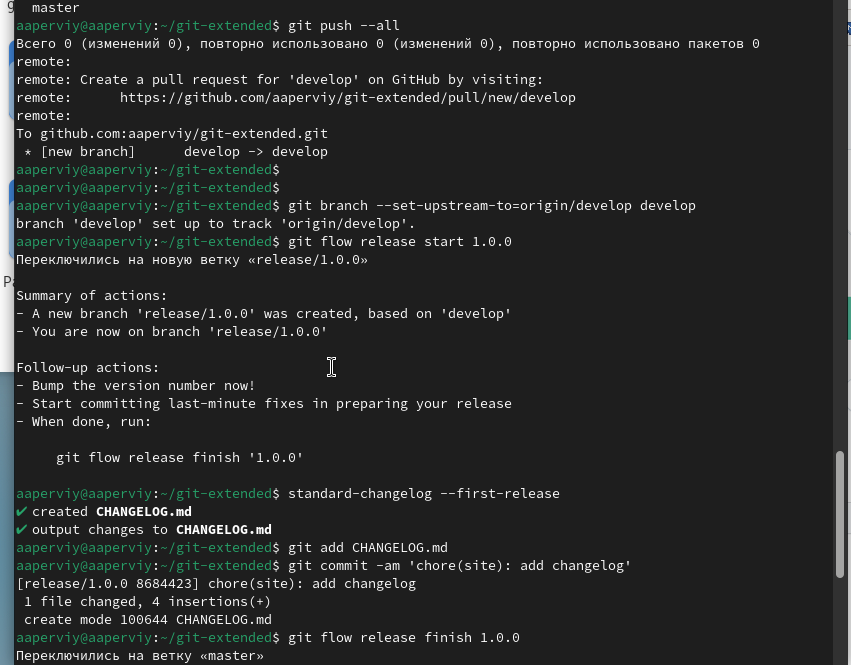 master
aaperviy@aaperviy:~/git-extended$ git push --all
Всего 0 (изменений 0), повторно использовано 0 (изменений 0), повторно использовано пакетов 0
remote:
remote: Create a pull request for 'develop' on GitHub by visiting:
remote:      https://github.com/aaperviy/git-extended/pull/new/develop
remote:
To github.com:aaperviy/git-extended.git
 * [new branch]      develop -> develop
aaperviy@aaperviy:~/git-extended$
aaperviy@aaperviy:~/git-extended$
aaperviy@aaperviy:~/git-extended$ git branch --set-upstream-to=origin/develop develop
branch 'develop' set up to track 'origin/develop'.
aaperviy@aaperviy:~/git-extended$ git flow release start 1.0.0
Переключились на новую ветку «release/1.0.0»
Summary of actions:
- A new branch 'release/1.0.0' was created, based on 'develop'
- You are now on branch 'release/1.0.0'
Follow-up actions:
- Bump the version number now!
- Start committing last-minute fixes in preparing your release
- When done, run:
     git flow release finish '1.0.0'
aaperviy@aaperviy:~/git-extended$ standard-changelog --first-release
✔ created CHANGELOG.md
✔ output changes to CHANGELOG.md
aaperviy@aaperviy:~/git-extended$ git add CHANGELOG.md
aaperviy@aaperviy:~/git-extended$ git commit -am 'chore(site): add changelog'
[release/1.0.0 8684423] chore(site): add changelog
 1 file changed, 4 insertions(+)
 create mode 100644 CHANGELOG.md
aaperviy@aaperviy:~/git-extended$ git flow release finish 1.0.0
Переключились на ветку «master»